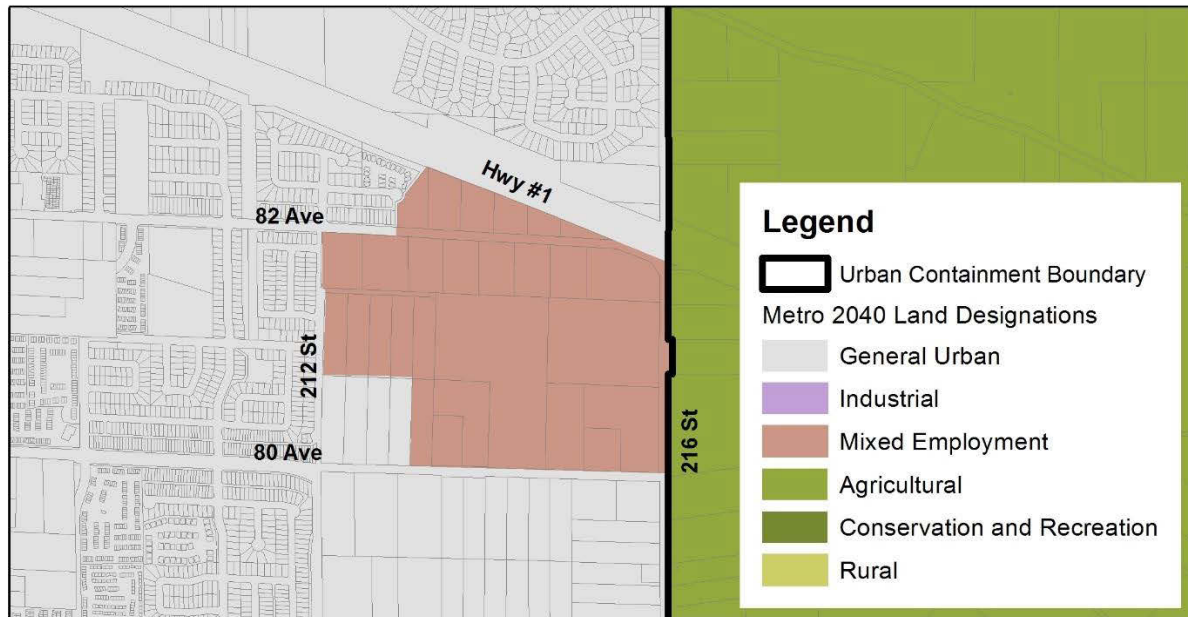 Hwy #1
82 Ave
212 St
80 Ave
216 St
Legend
Urban Containment Boundary
Metro 2040 Land Designations
General Urban
Industrial
Mixed Employment
Agricultural
Conservation and Recreation
Rural